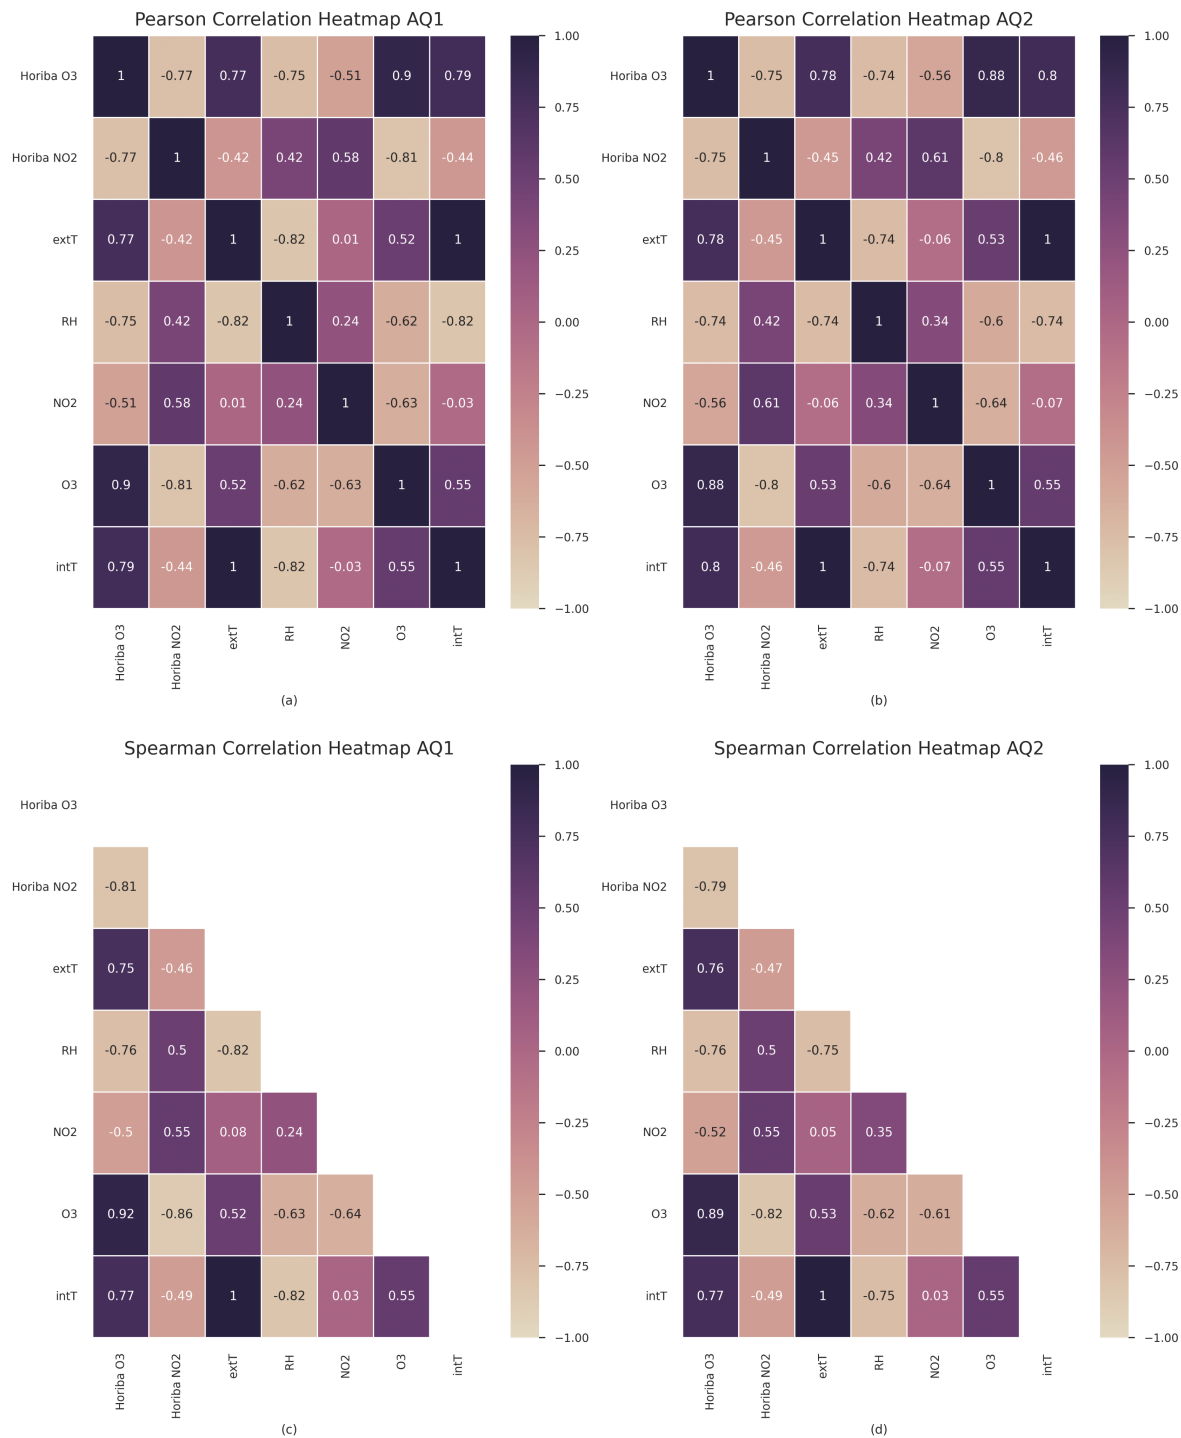 Pearson Correlation Heatmap AQ1
Horiba O3 1 -0.77 0.77 -0.75 -0.51 0.9 0.79
Horiba NO2 -0.77 1 -0.42 0.42 0.58 -0.81 -0.44
extT 0.77 -0.42 1 -0.82 0.01 0.52 1
RH -0.75 0.42 -0.82 1 0.24 -0.62 -0.82
NO2 -0.51 0.58 0.01 0.24 1 -0.63 -0.03
O3 0.9 -0.81 0.52 -0.62 -0.63 1 0.55
intT 0.79 -0.44 1 -0.82 -0.03 0.55 1
Horiba O3 Horiba NO2 extT RH NO2 O3 intT
1.00
0.75
0.50
0.25
0.00
−0.25
−0.50
−0.75
−1.00
(a)
Pearson Correlation Heatmap AQ2
Horiba O3 1 -0.75 0.78 -0.74 -0.56 0.88 0.8
Horiba NO2 -0.75 1 -0.45 0.42 0.61 -0.8 -0.46
extT 0.78 -0.45 1 -0.74 -0.06 0.53 1
RH -0.74 0.42 -0.74 1 0.34 -0.6 -0.74
NO2 -0.56 0.61 -0.06 0.34 1 -0.64 -0.07
O3 0.88 -0.8 0.53 -0.6 -0.64 1 0.55
intT 0.8 -0.46 1 -0.74 -0.07 0.55 1
Horiba O3 Horiba NO2 extT RH NO2 O3 intT
1.00
0.75
0.50
0.25
0.00
−0.25
−0.50
−0.75
−1.00
(b)
Spearman Correlation Heatmap AQ1
Horiba O3
Horiba NO2 -0.81
extT 0.75 -0.46
RH -0.76 0.5 -0.82
NO2 -0.5 0.55 0.08 0.24
O3 0.92 -0.86 0.52 -0.63 -0.64
intT 0.77 -0.49 1 -0.82 0.03 0.55
Horiba O3 Horiba NO2 extT RH NO2 O3 intT
1.00
0.75
0.50
0.25
0.00
−0.25
−0.50
−0.75
−1.00
(c)
Spearman Correlation Heatmap AQ2
Horiba O3
Horiba NO2 -0.79
extT 0.76 -0.47
RH -0.76 0.5 -0.75
NO2 -0.52 0.55 0.05 0.35
O3 0.89 -0.82 0.53 -0.62 -0.61
intT 0.77 -0.49 1 -0.75 0.03 0.55
Horiba O3 Horiba NO2 extT RH NO2 O3 intT
1.00
0.75
0.50
0.25
0.00
−0.25
−0.50
−0.75
−1.00
(d)